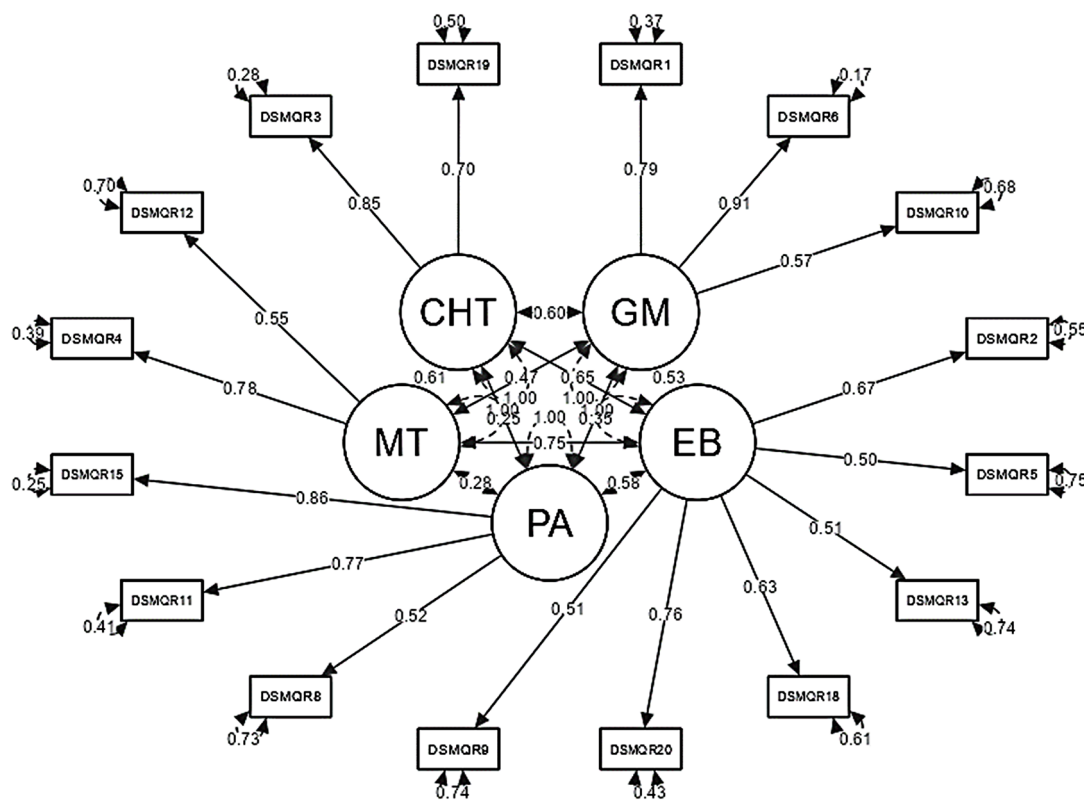 0.50 0.37
DSMQR19 DSMQR1
0.28 0.17
DSMQR3 DSMQR6
0.70 0.79
0.70 0.68
DSMQR12 DSMQR10
0.85 0.91
0.57
CHT 0.60 GM
0.55
0.39 DSMQR4 DSMQR2 0.55
0.78 0.61 0.47 0.65 0.53 0.67
1.00 1.00
1.00 1.00
0.25 1.00 0.35
MT 0.75 EB
0.50
0.25 DSMQR15 DSMQR5 0.75
0.86 0.28 0.58
PA 0.51
0.77
0.63
DSMQR11 DSMQR13
0.41 0.52 0.51 0.76 0.74
DSMQR8 DSMQR18
0.73 0.61
DSMQR9 DSMQR20
0.74 0.43